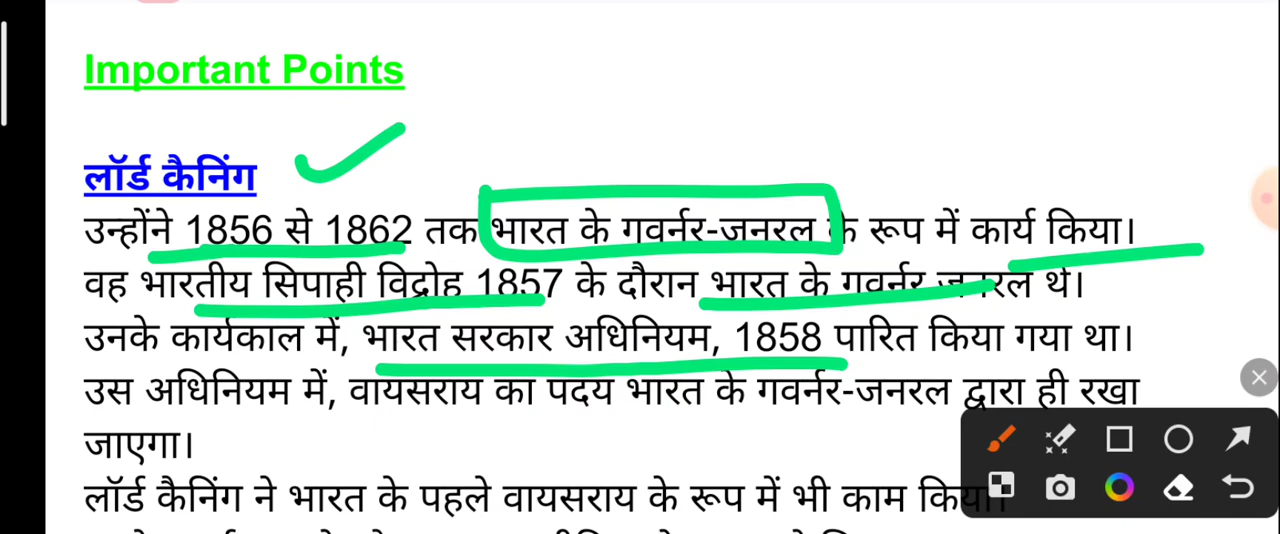 Important Points
लॉर्ड कैनिंग
उन्होंने 1856 से 1862 तक भारत के गवर्नर-जनरल के रूप में कार्य किया।
वह भारतीय सिपाही विद्रोह 1857 के दौरान भारत के गवर्नर जनरल थे।
उनके कार्यकाल में, भारत सरकार अधिनियम, 1858 पारित किया गया था।
उस अधिनियम में, वायसराय का पदय भारत के गवर्नर-जनरल द्वारा ही रखा
जाएगा।
लॉर्ड कैनिंग ने भारत के पहले वायसराय के रूप में भी काम किया।